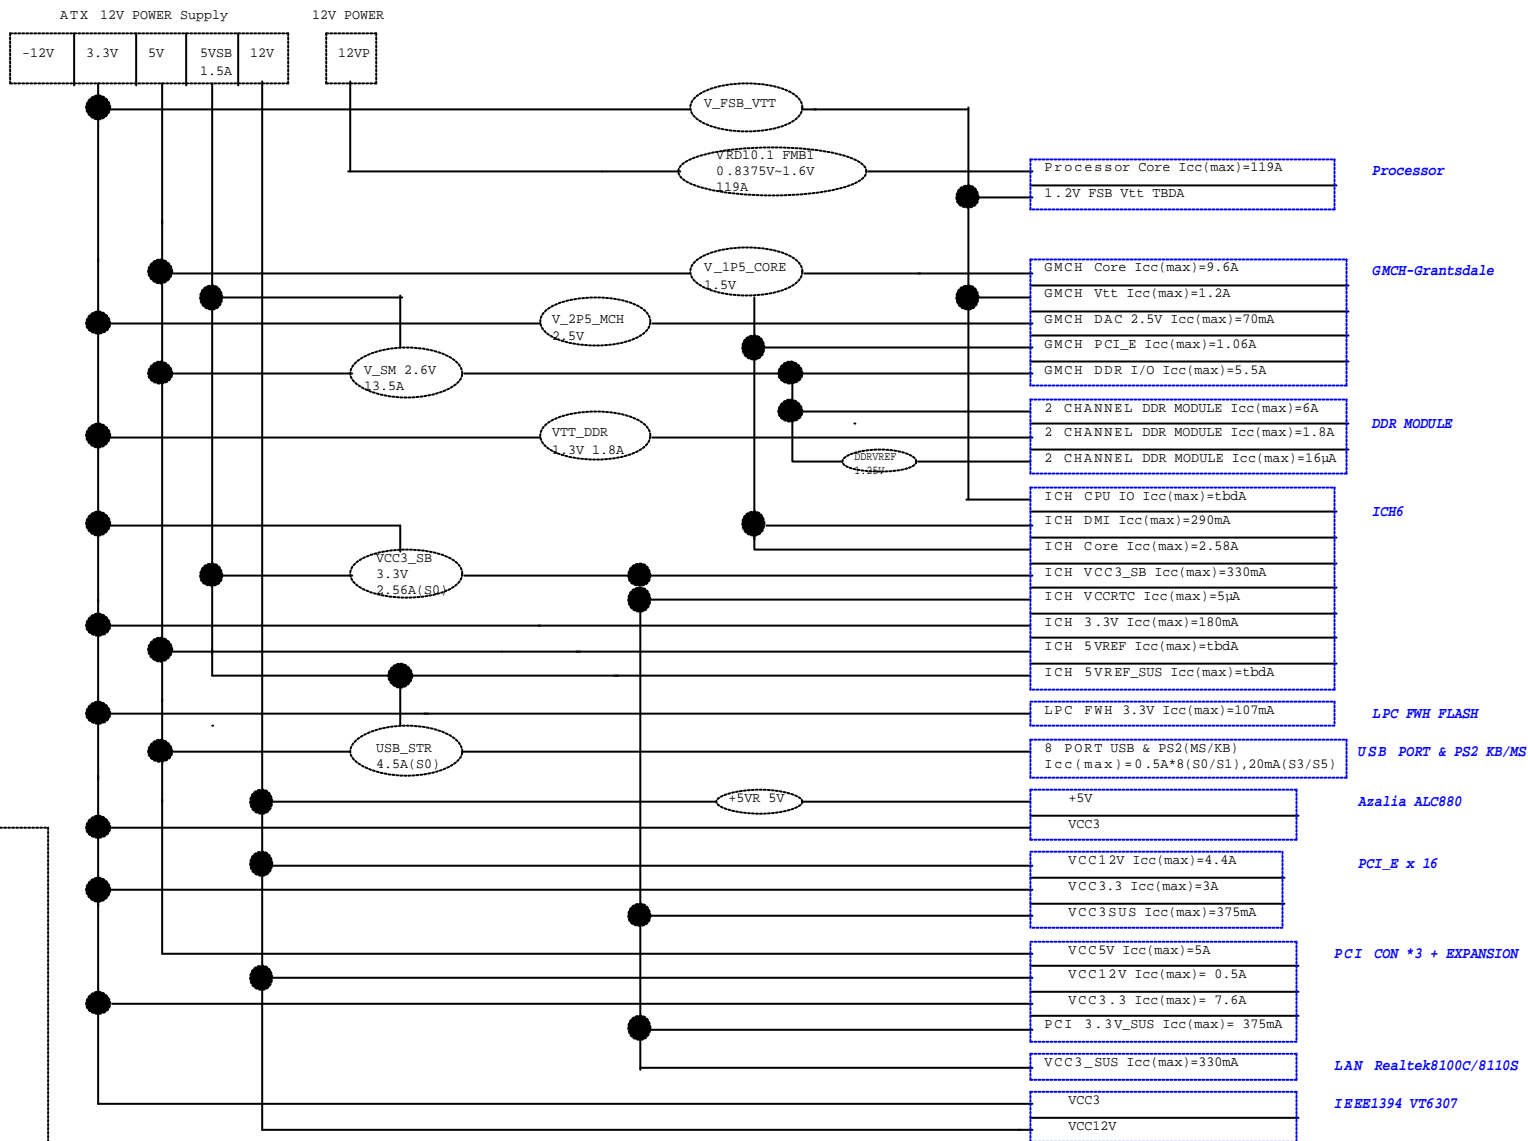 ATX 12V POWER Supply
12V POWER
-12V
3.3V
5V
5VSB
1.5A
12V
12VP
V_FSB_VTT
VRD10.1 FMB1
0.8375V~1.6V
119A
Processor Core Icc(max)=119A
1.2V FSB Vtt TBDA
Processor
V_1P5_CORE
1.5V
GMCH Core Icc(max)=9.6A
GMCH-Grantsdale
GMCH Vtt Icc(max)=1.2A
V_2P5_MCH
2.5V
GMCH DAC 2.5V Icc(max)=70mA
GMCH PCI_E Icc(max)=1.06A
V_SM 2.6V
13.5A
GMCH DDR I/O Icc(max)=5.5A
2 CHANNEL DDR MODULE Icc(max)=6A
DDR MODULE
VTT_DDR
1.3V 1.8A
2 CHANNEL DDR MODULE Icc(max)=1.8A
DDRVREF
1.25V
2 CHANNEL DDR MODULE Icc(max)=16µA
ICH CPU IO Icc(max)=tbdA
ICH6
ICH DMI Icc(max)=290mA
ICH Core Icc(max)=2.58A
VCC3_SB
3.3V
2.56A(S0)
ICH VCC3_SB Icc(max)=330mA
ICH VCCRTC Icc(max)=5µA
ICH 3.3V Icc(max)=180mA
ICH 5VREF Icc(max)=tbdA
ICH 5VREF_SUS Icc(max)=tbdA
LPC FWH 3.3V Icc(max)=107mA
LPC FWH FLASH
USB_STR
4.5A(S0)
8 PORT USB & PS2(MS/KB)
Icc(max)=0.5A*8(S0/S1),20mA(S3/S5)
USB PORT & PS2 KB/MS
+5VR 5V
+5V
Azalia ALC880
VCC3
VCC12V Icc(max)=4.4A
PCI_E x 16
VCC3.3 Icc(max)=3A
VCC3SUS Icc(max)=375mA
VCC5V Icc(max)=5A
PCI CON *3 + EXPANSION
VCC12V Icc(max)= 0.5A
VCC3.3 Icc(max)= 7.6A
PCI 3.3V_SUS Icc(max)= 375mA
VCC3_SUS Icc(max)=330mA
LAN Realtek8100C/8110S
VCC3
IEEE1394 VT6307
VCC12V